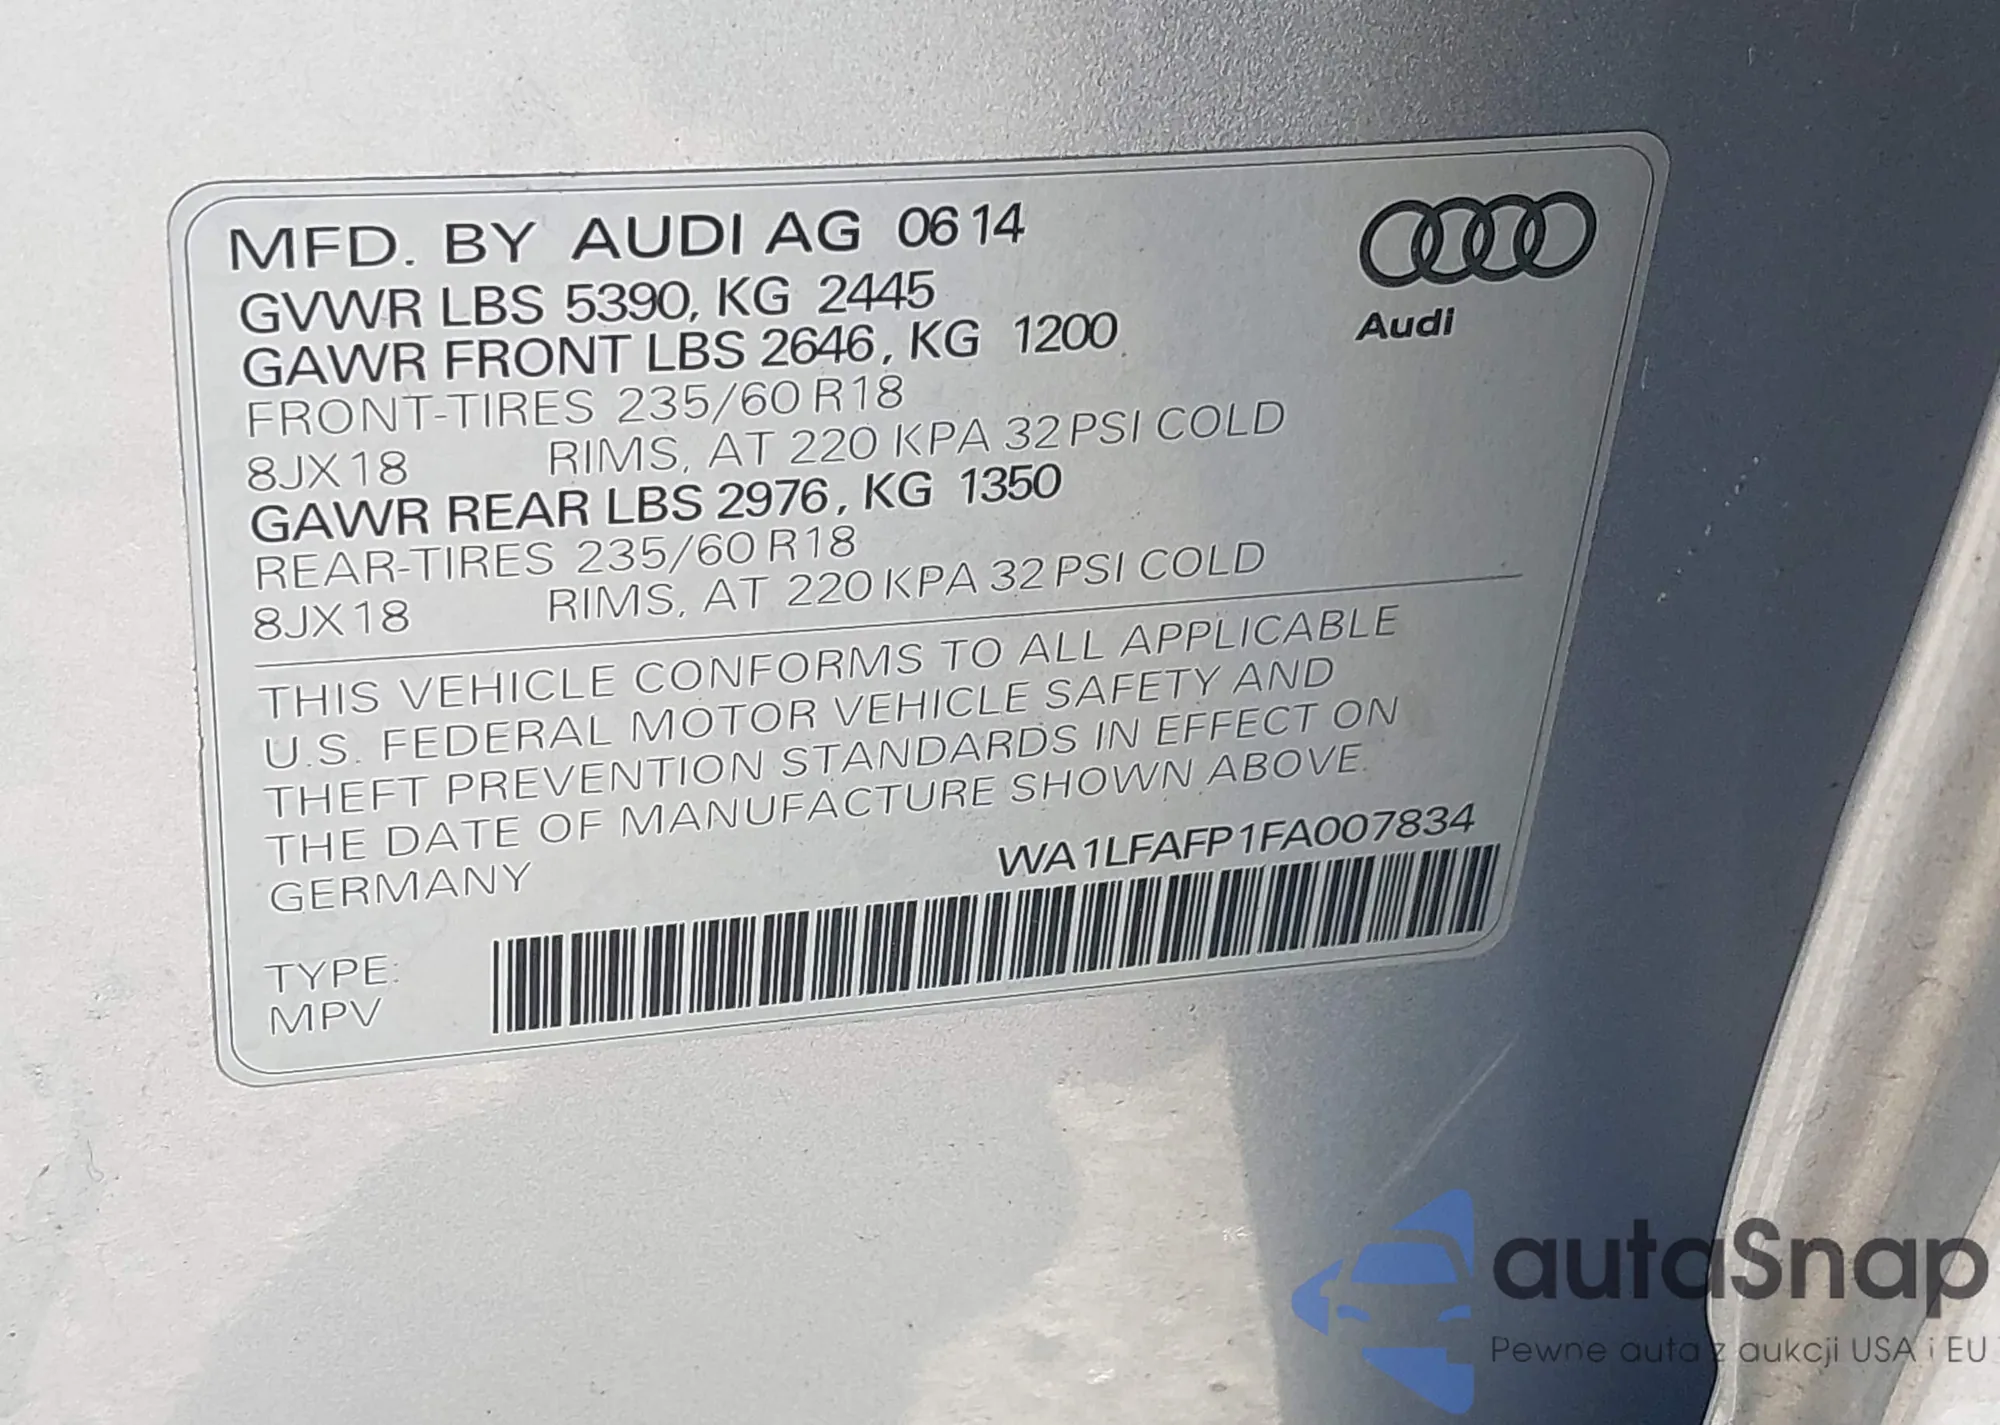 MFD. BY AUDI AG 06 14
GVWR LBS 5390, KG 2445
GAWR FRONT LBS 2646, KG 1200
FRONT-TIRES 235/60 R18
8JX18 RIMS, AT 220 KPA 32 PSI COLD
GAWR REAR LBS 2976, KG 1350
REAR-TIRES 235/60 R18
8JX18 RIMS, AT 220 KPA 32 PSI COLD
Audi
THIS VEHICLE CONFORMS TO ALL APPLICABLE
U.S. FEDERAL MOTOR VEHICLE SAFETY AND
THEFT PREVENTION STANDARDS IN EFFECT ON
THE DATE OF MANUFACTURE SHOWN ABOVE.
GERMANY
WA1LFAFP1FA007834
TYPE:
MPV
autaSnap
Pewne auta z aukcji USA i EU